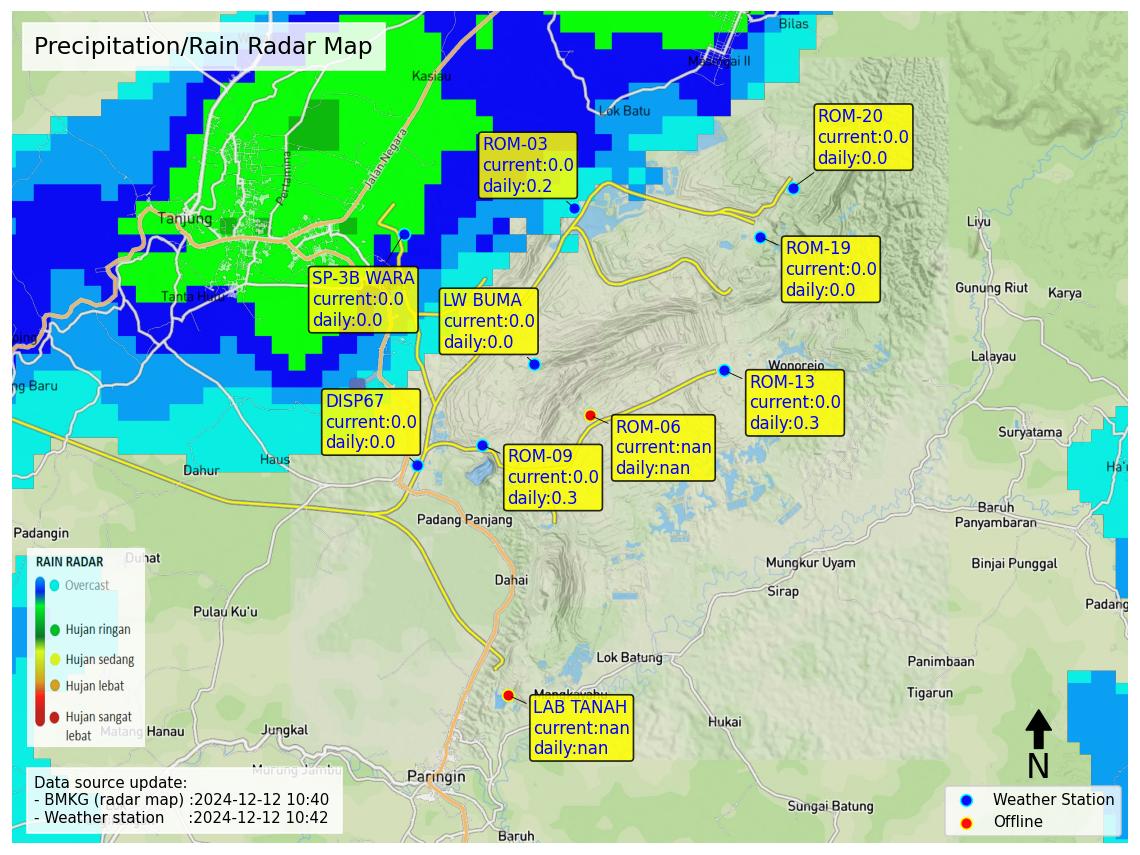 Precipitation/Rain Radar Map
Bilas
Kasiau
Lok Batu
ROM-20
current:0.0
daily:0.0
ROM-03
current:0.0
daily:0.2
Jalan Negara
Pertamina
Tanjung
Liyu
ROM-19
current:0.0
daily:0.0
SP-3B WARA
current:0.0
daily:0.0
LW BUMA
current:0.0
daily:0.0
Gunung Riut
Karya
Lalayau
Wonorejo
ng Baru
ROM-13
current:0.0
daily:0.3
DISP67
current:0.0
daily:0.0
ROM-06
current:nan
daily:nan
Suryatama
ROM-09
current:0.0
daily:0.3
Dahur
Haus
Baruh
Panyambaran
Padang Panjang
Padangin
Duhat
Mungkur Uyam
Binjai Punggal
Dahai
Sirap
Padang
Pulau Ku'u
RAIN RADAR
Overcast
Hujan ringan
Hujan sedang
Hujan lebat
Hujan sangat
lebat
Lok Batung
Panimbaan
Tigarun
LAB TANAH
current:nan
daily:nan
Hukai
Matang Hanau
Jungkal
Murung Jambu
Paringin
Sungai Batung
Baruh
Data source update:
- BMKG (radar map) :2024-12-12 10:40
- Weather station :2024-12-12 10:42
N
Weather Station
Offline